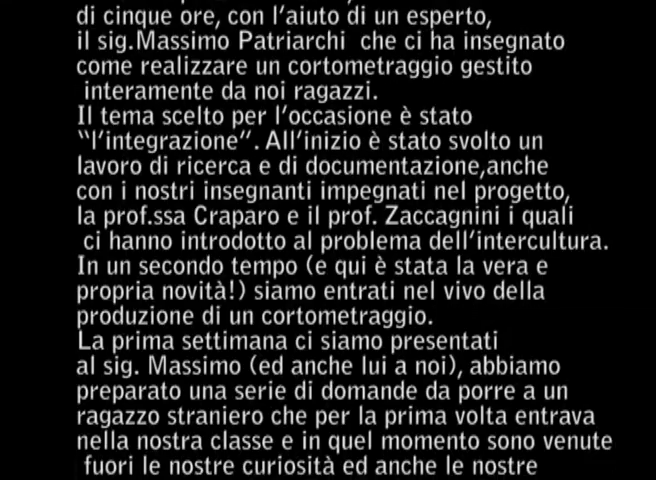 di cinque ore, con l'aiuto di un esperto,
il sig.Massimo Patriarchi che ci ha insegnato
come realizzare un cortometraggio gestito
interamente da noi ragazzi.
Il tema scelto per l'occasione è stato
"l'integrazione". All'inizio è stato svolto un
lavoro di ricerca e di documentazione,anche
con i nostri insegnanti impegnati nel progetto,
la prof.ssa Craparo e il prof. Zaccagnini i quali
ci hanno introdotto al problema dell'intercultura.
In un secondo tempo (e qui è stata la vera e
propria novità!) siamo entrati nel vivo della
produzione di un cortometraggio.
La prima settimana ci siamo presentati
al sig. Massimo (ed anche lui a noi), abbiamo
preparato una serie di domande da porre a un
ragazzo straniero che per la prima volta entrava
nella nostra classe e in quel momento sono venute
fuori le nostre curiosità ed anche le nostre